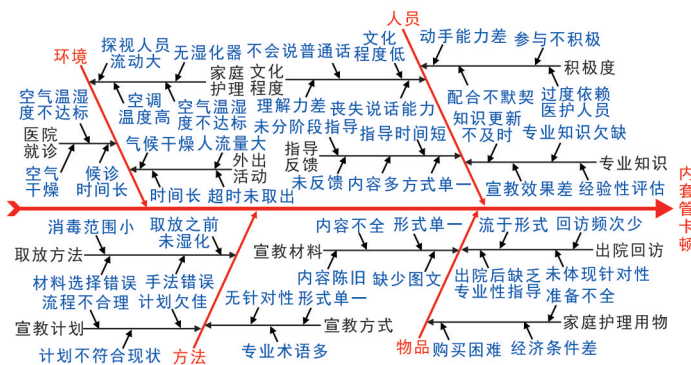 人员
环境
探视人员
流动大
无湿化器
不会说普通话
文化
程度低
动手能力差
参与不积极
家庭
护理
文化
程度
积极度
空气温湿
度不达标
空调
温度高
空气温湿
度不达标
理解力差
丧失说话能力
配合不默契
过度依赖
医护人员
医院
就诊
气候干燥
人流量大
未分阶段指导
指导时间短
知识更新
不及时
专业知识欠缺
外出
活动
指导
反馈
专业知识
空气
干燥
候诊
时间长
时间长
超时未取出
未反馈
内容多方式单一
宣教效果差
经验性评估
内套管卡顿
消毒范围小
取放之前
未湿化
内容不全
形式单一
流于形式
回访频次少
取放方法
宣教材料
出院回访
材料选择错误
手法错误
内容陈旧
缺少图文
出院后缺乏
专业性指导
未体现针对性
流程不合理
计划欠佳
无针对性
形式单一
准备不全
宣教计划
宣教方式
家庭护理用物
计划不符合现状
方法
专业术语多
物品
购买困难
经济条件差